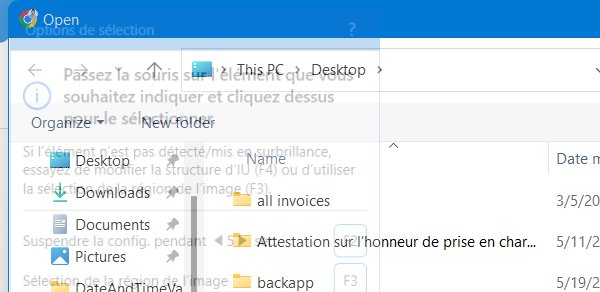 Open
Options de sélection ?
This PC > Desktop >
Passez la souris sur l'élément que vous
souhaitez indiquer et cliquez dessus
pour le sélectionner.
Organize New folder
Si l'élément n'est pas détecté/mis en surbrillance,
essayez de modifier la structure d'IU (F4) ou d'utiliser
la sélection de la région de l'image (F3).
Desktop
Downloads
Documents
Pictures
DateAndTimeVa
Name Date m
all invoices 3/5/20
Attestation sur l'honneur de prise en char... 5/11/2
backapp 5/19/2
Suspendre la config. pendant 5 F2
Sélection de la région de l'image F3